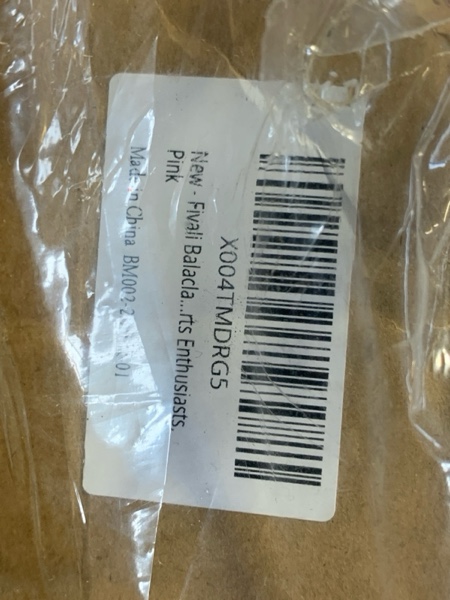 X004TMDRG5
New - Fivali Balacla...rts Enthusiasts,
Pink
Made in China